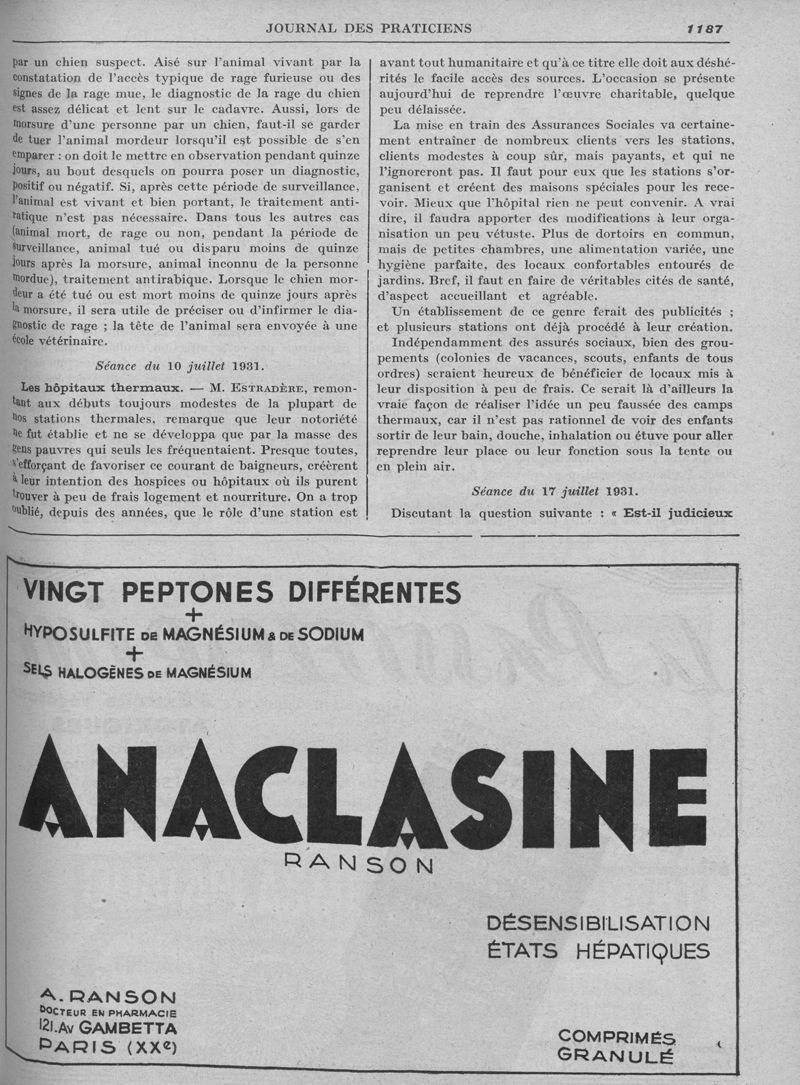 JOURNAL DES PRATICIENS 1187
par un chien suspect. Aisé sur l'animal vivant par la
constatation de l'accès typique de rage furieuse ou des
signes de la rage mue, le diagnostic de la rage du chien
est assez délicat et lent sur le cadavre. Aussi, lors de
morsure d'une personne par un chien, faut-il se garder
de tuer l'animal mordeur lorsqu'il est possible de s'en
emparer : on doit le mettre en observation pendant quinze
jours, au bout desquels on pourra poser un diagnostic,
positif ou négatif. Si, après cette période de surveillance,
l'animal est vivant et bien portant, le traitement anti-
ratique n'est pas nécessaire. Dans tous les autres cas
(animal mort, de rage ou non, pendant la période de
surveillance, animal tué ou disparu moins de quinze
jours après la morsure, animal inconnu de la personne
mordue), traitement antirabique. Lorsque le chien mor-
deur a été tué ou est mort moins de quinze jours après
la morsure, il sera utile de préciser ou d'infirmer le dia-
gnostic de rage ; la tête de l'animal sera envoyée à une
école vétérinaire.
Séance du 10 juillet 1931.
Les hôpitaux thermaux. — M. ESTRADÈRE, remon-
tant aux débuts toujours modestes de la plupart de
nos stations thermales, remarque que leur notoriété
ne fut établie et ne se développa que par la masse des
gens pauvres qui seuls les fréquentaient. Presque toutes,
s'efforçant de favoriser ce courant de baigneurs, créèrent
à leur intention des hospices ou hôpitaux où ils purent
trouver à peu de frais logement et nourriture. On a trop
oublié, depuis des années, que le rôle d'une station est
avant tout humanitaire et qu'à ce titre elle doit aux déshé-
rités le facile accès des sources. L'occasion se présente
aujourd'hui de reprendre l'œuvre charitable, quelque
peu délaissée.
La mise en train des Assurances Sociales va certaine-
ment entraîner de nombreux clients vers les stations,
clients modestes à coup sûr, mais payants, et qui ne
l'ignoreront pas. Il faut pour eux que les stations s'or-
ganisent et créent des maisons spéciales pour les rece-
voir. Mieux que l'hôpital rien ne peut convenir. A vrai
dire, il faudra apporter des modifications à leur orga-
nisation un peu vétuste. Plus de dortoirs en commun,
mais de petites chambres, une alimentation variée, une
hygiène parfaite, des locaux confortables entourés de
jardins. Bref, il faut en faire de véritables cités de santé,
d'aspect accueillant et agréable.
Un établissement de ce genre ferait des publicités ;
et plusieurs stations ont déjà procédé à leur création.
Indépendamment des assurés sociaux, bien des grou-
pements (colonies de vacances, scouts, enfants de tous
ordres) seraient heureux de bénéficier de locaux mis à
leur disposition à peu de frais. Ce serait là d'ailleurs la
vraie façon de réaliser l'idée un peu faussée des camps
thermaux, car il n'est pas rationnel de voir des enfants
sortir de leur bain, douche, inhalation ou étuve pour aller
reprendre leur place ou leur fonction sous la tente ou
en plein air.
Séance du 17 juillet 1931.
Discutant la question suivante : « Est-il judicieux
VINGT PEPTONES DIFFÉRENTES
+
HYPOSULFITE DE MAGNÉSIUM & DE SODIUM
+
SELS HALOGÈNES DE MAGNÉSIUM
ANACLASINE
RANSON
DÉSENSIBILISATION
ÉTATS HÉPATIQUES
A. RANSON
DOCTEUR EN PHARMACIE
121. AV GAMBETTA
PARIS (XXe)
COMPRIMÉS
GRANULÉ